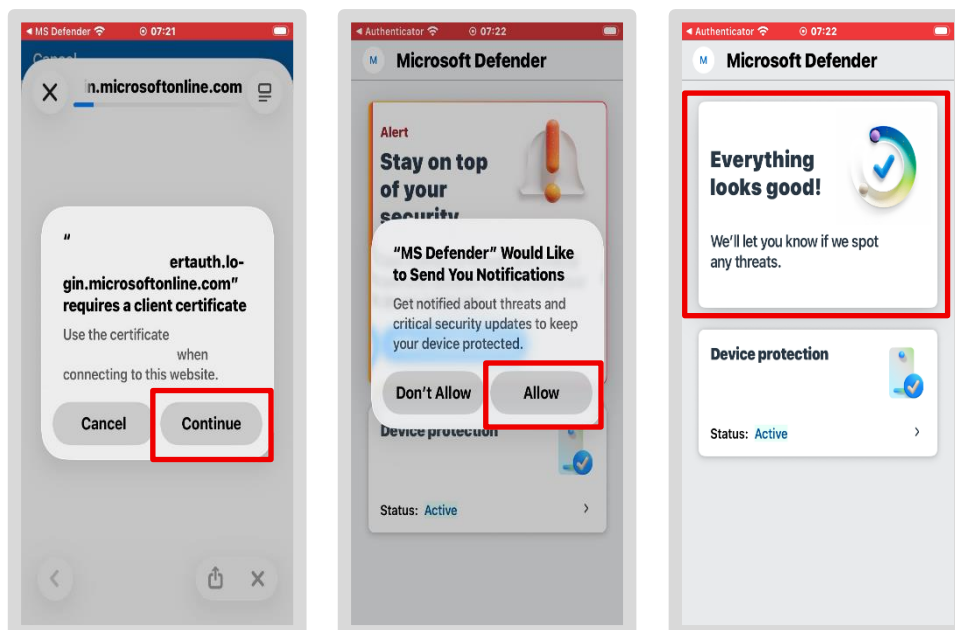 MS Defender 07:21
Cancel
n.microsoftonline.com
“
ertauth.lo-
gin.microsoftonline.com”
requires a client certificate
Use the certificate
when
connecting to this website.
Cancel Continue
Authenticator 07:22
M Microsoft Defender
Alert
Stay on top
of your
security
“MS Defender” Would Like
to Send You Notifications
Get notified about threats and
critical security updates to keep
your device protected.
Don’t Allow Allow
Device protection
Status: Active
Authenticator 07:22
M Microsoft Defender
Everything
looks good!
We’ll let you know if we spot
any threats.
Device protection
Status: Active